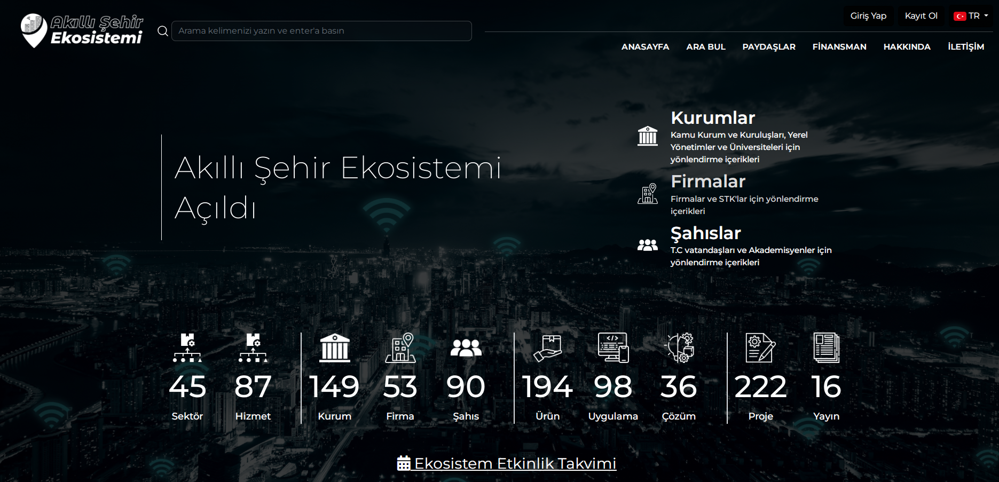 Akıllı Şehir
Ekosistemi
Arama kelimenizi yazın ve enter'a basın
Giriş Yap
Kayıt Ol
TR
ANASAYFA
ARA BUL
PAYDAŞLAR
FİNANSMAN
HAKKINDA
İLETİŞİM
Akıllı Şehir Ekosistemi
Açıldı
Kurumlar
Kamu Kurum ve Kuruluşları, Yerel
Yönetimler ve Üniversiteleri için
yönlendirme içerikleri
Firmalar
Firmalar ve STK'lar için yönlendirme
içerikleri
Şahıslar
T.C vatandaşları ve Akademisyenler için
yönlendirme içerikleri
45
Sektör
87
Hizmet
149
Kurum
53
Firma
90
Şahıs
194
Ürün
98
Uygulama
36
Çözüm
222
Proje
16
Yayın
Ekosistem Etkinlik Takvimi